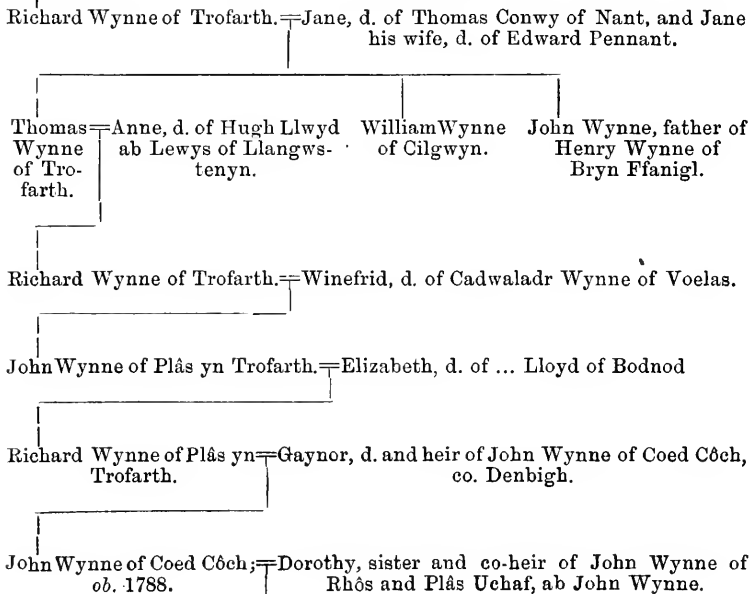 Richard Wynne of Trofarth.=Jane, d. of Thomas Conwy of Nant, and Jane
his wife, d. of Edward Pennant.
Thomas=Anne, d. of Hugh Llwyd
Wynne ab Lewys of Llangws-
of Tro- tenyn.
farth.
William Wynne
of Cilgwyn.
John Wynne, father of
Henry Wynne of
Bryn Ffanigl.
Richard Wynne of Trofarth.=Winefrid, d. of Cadwaladr Wynne of Voelas.
John Wynne of Plâs yn Trofarth.=Elizabeth, d. of ... Lloyd of Bodnod
Richard Wynne of Plâs yn=Gaynor, d. and heir of John Wynne of Coed Côch,
Trofarth. co. Denbigh.
John Wynne of Coed Côch;=Dorothy, sister and co-heir of John Wynne of
ob. 1788. Rhôs and Plâs Uchaf, ab John Wynne.